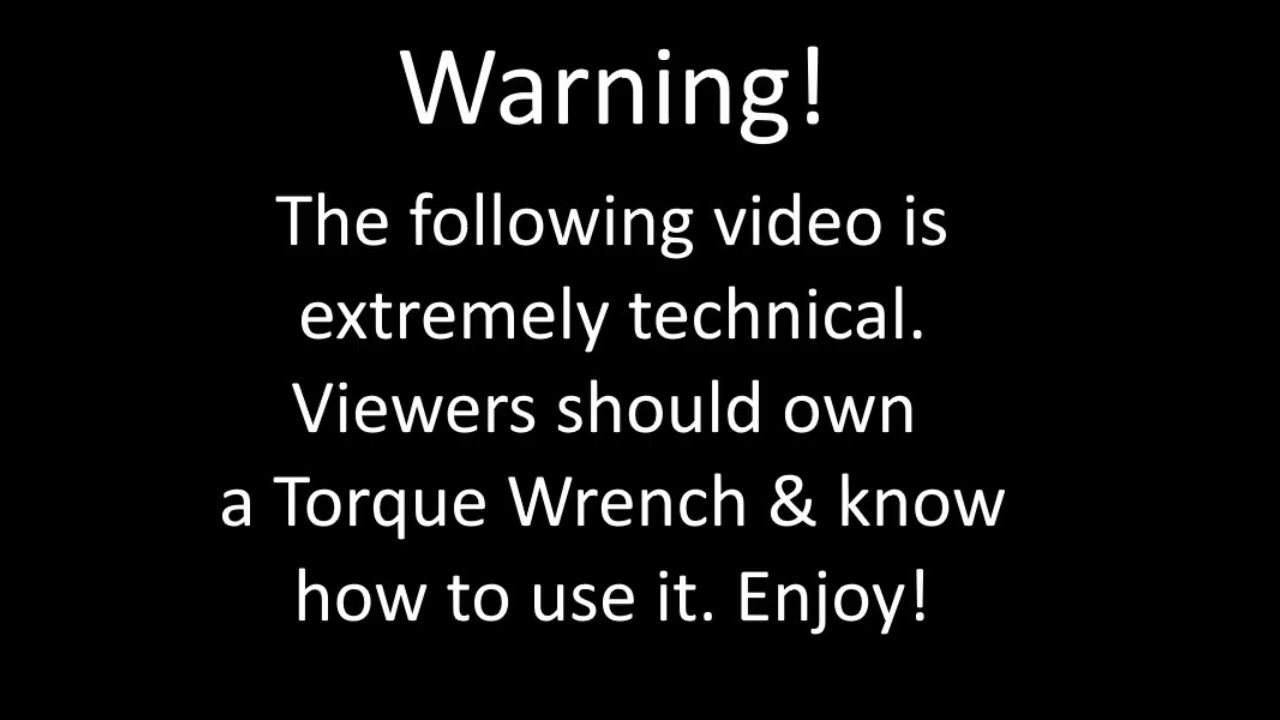 Warning!
The following video is
extremely technical.
Viewers should own
a Torque Wrench & know
how to use it. Enjoy!